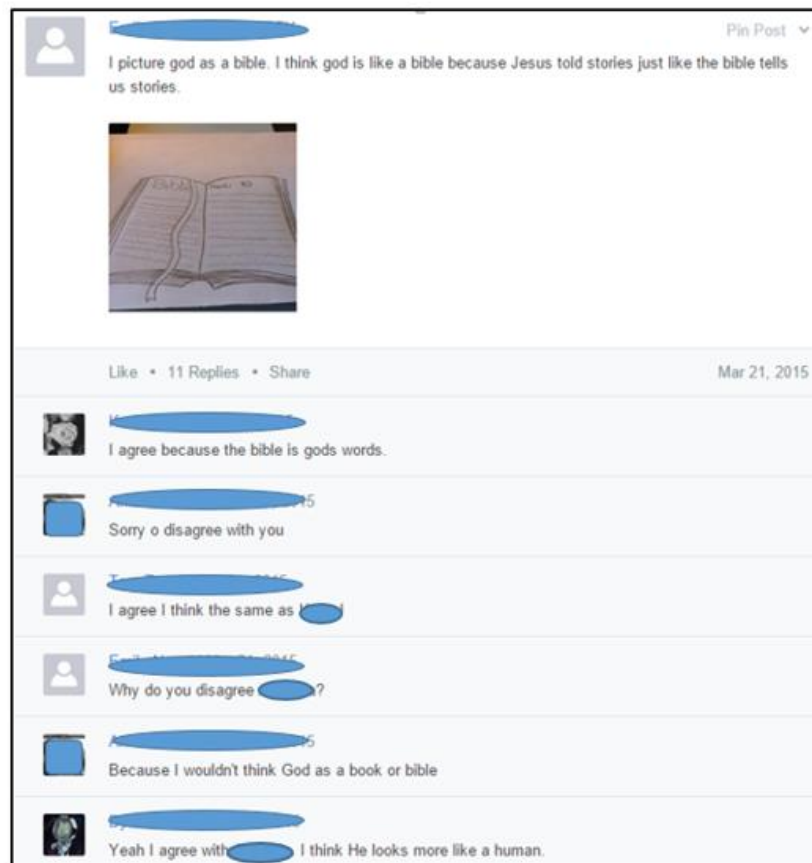 Pin Post
I picture god as a bible. I think god is like a bible because Jesus told stories just like the bible tells
us stories.
Bible
Like • 11 Replies • Share
Mar 21, 2015
I agree because the bible is gods words.
Sorry o disagree with you
I agree I think the same as
Why do you disagree ?
Because I wouldn't think God as a book or bible
Yeah I agree with I think He looks more like a human.